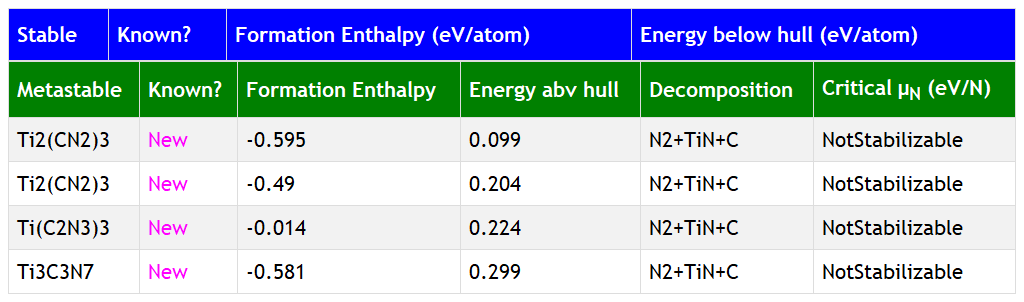 Stable Known? Formation Enthalpy (eV/atom) Energy below hull (eV/atom)
Metastable Known? Formation Enthalpy Energy abv hull Decomposition Critical μN (eV/N)
Ti2(CN2)3 New -0.595 0.099 N2+TiN+C NotStabilizable
Ti2(CN2)3 New -0.49 0.204 N2+TiN+C NotStabilizable
Ti(C2N3)3 New -0.014 0.224 N2+TiN+C NotStabilizable
Ti3C3N7 New -0.581 0.299 N2+TiN+C NotStabilizable